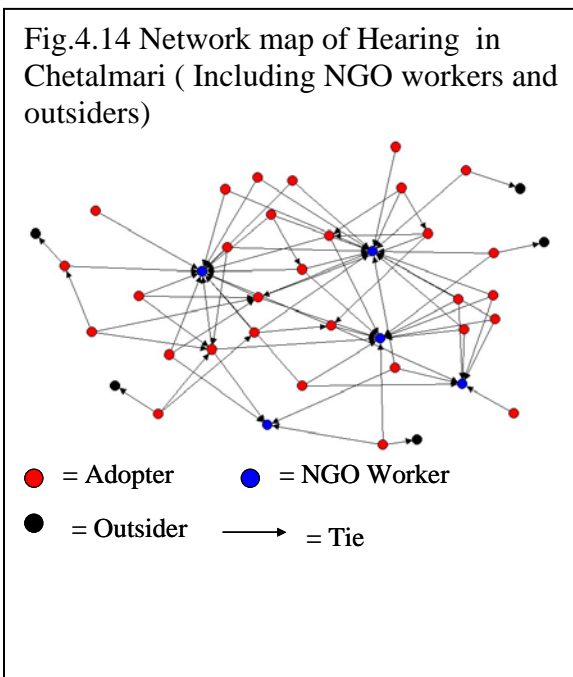 Fig.4.14 Network map of Hearing in
Chetalmari ( Including NGO workers and
outsiders)
= Adopter = NGO Worker
= Outsider = Tie